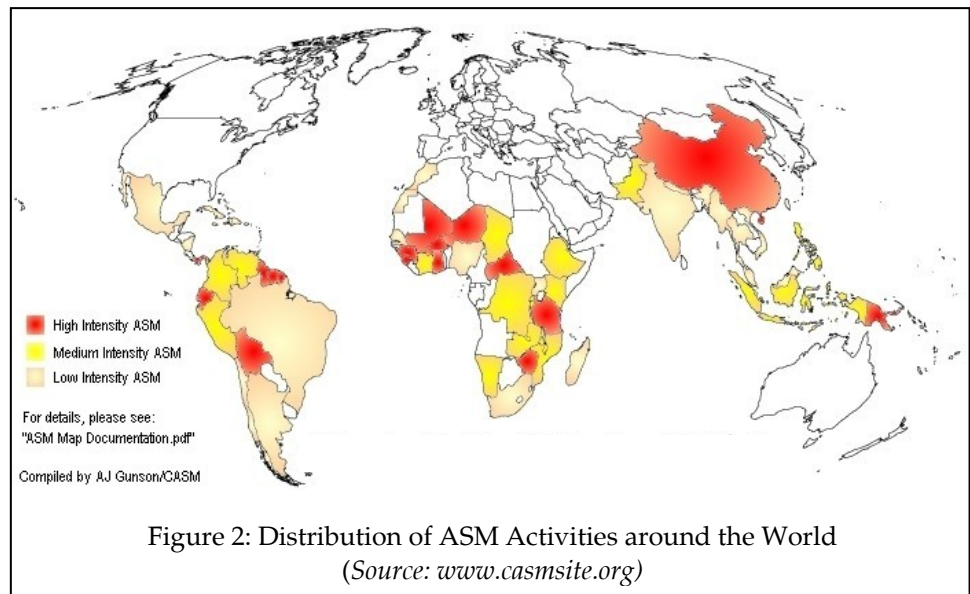 High Intensity ASM
Medium Intensity ASM
Low Intensity ASM
For details, please see:
"ASM Map Documentation.pdf"
Compiled by AJ Gunson/CASM
Figure 2: Distribution of ASM Activities around the World
(Source: www.casmsite.org)